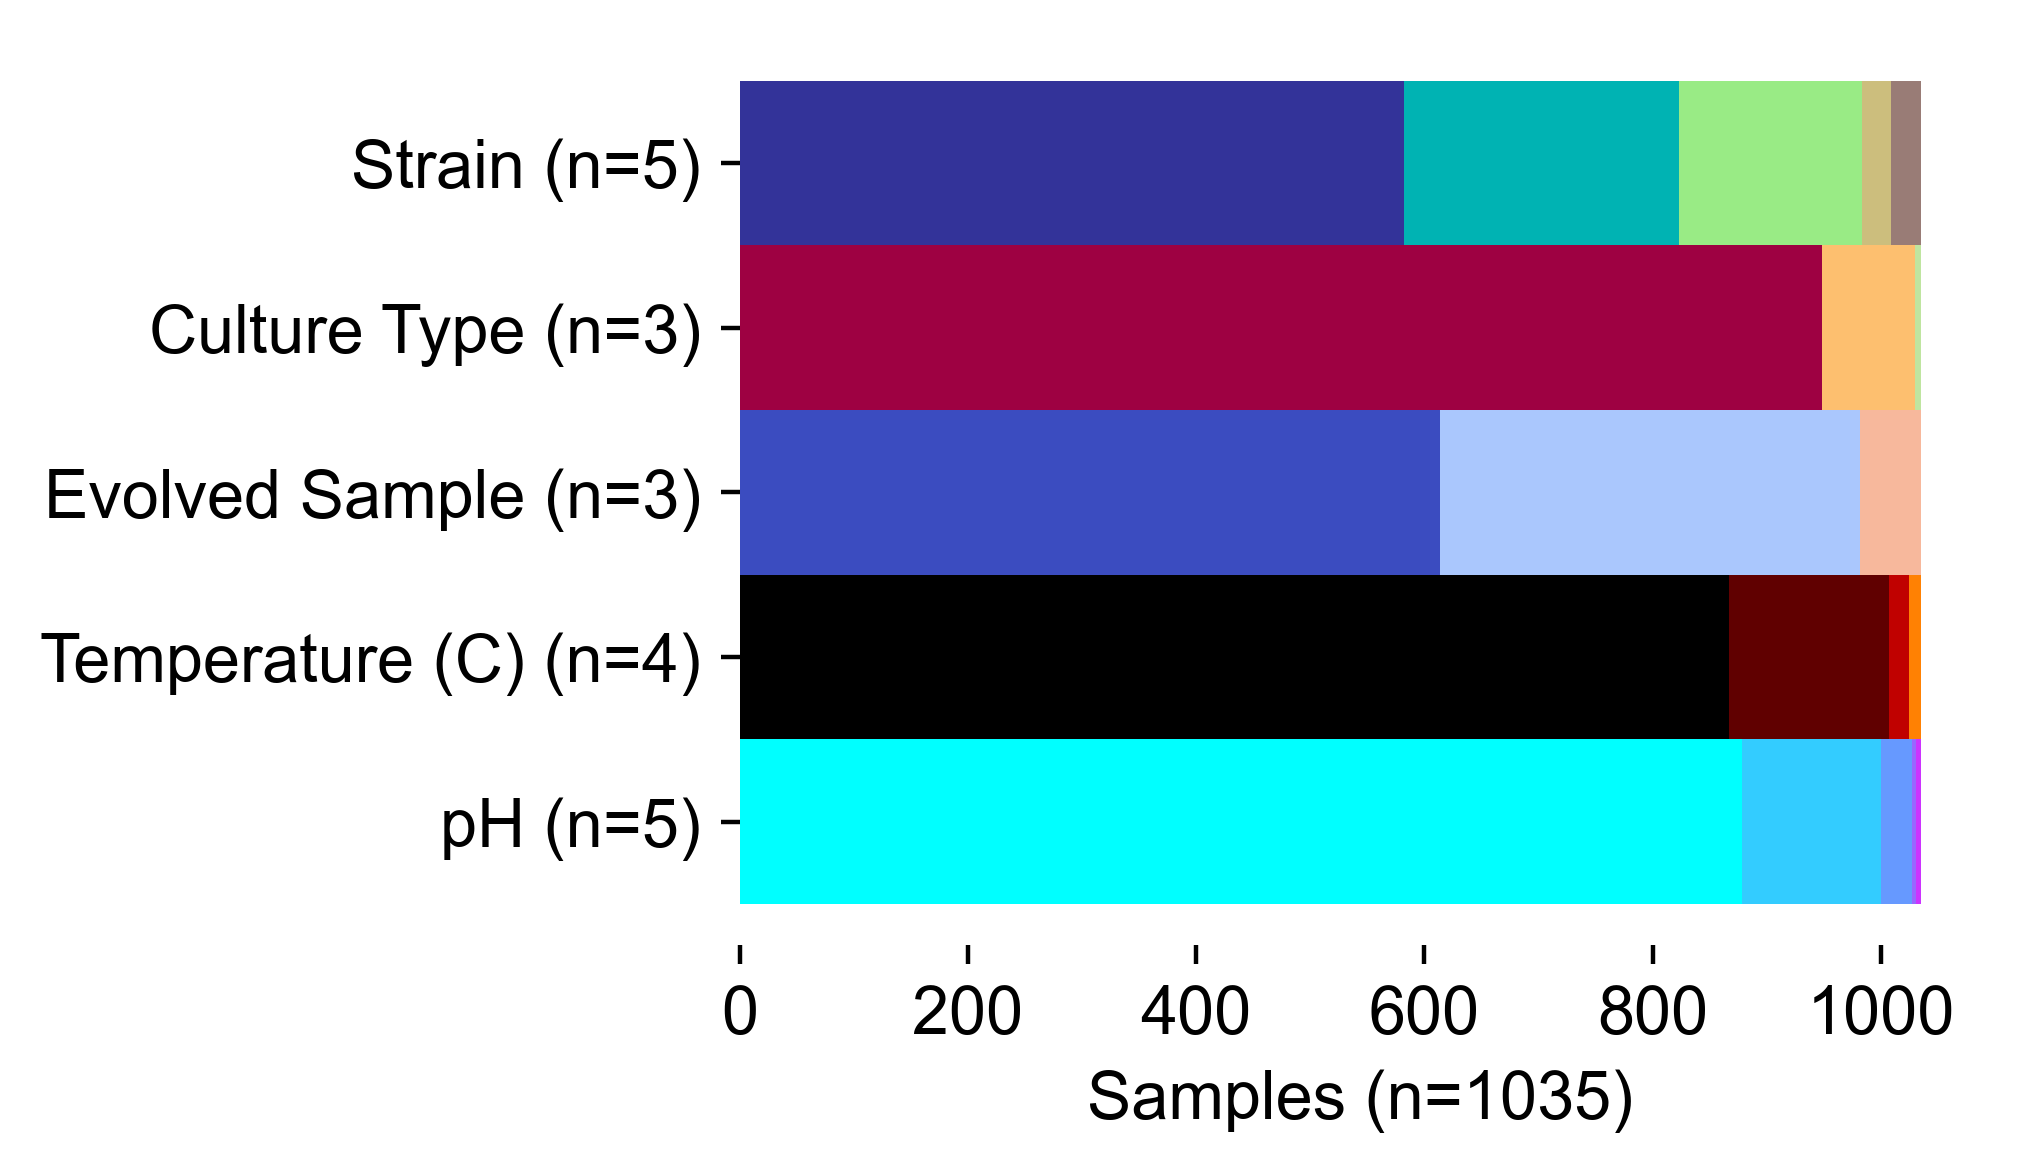 Strain (n=5)
Culture Type (n=3)
Evolved Sample (n=3)
Temperature (C) (n=4)
pH (n=5)
0 200 400 600 800 1000
Samples (n=1035)